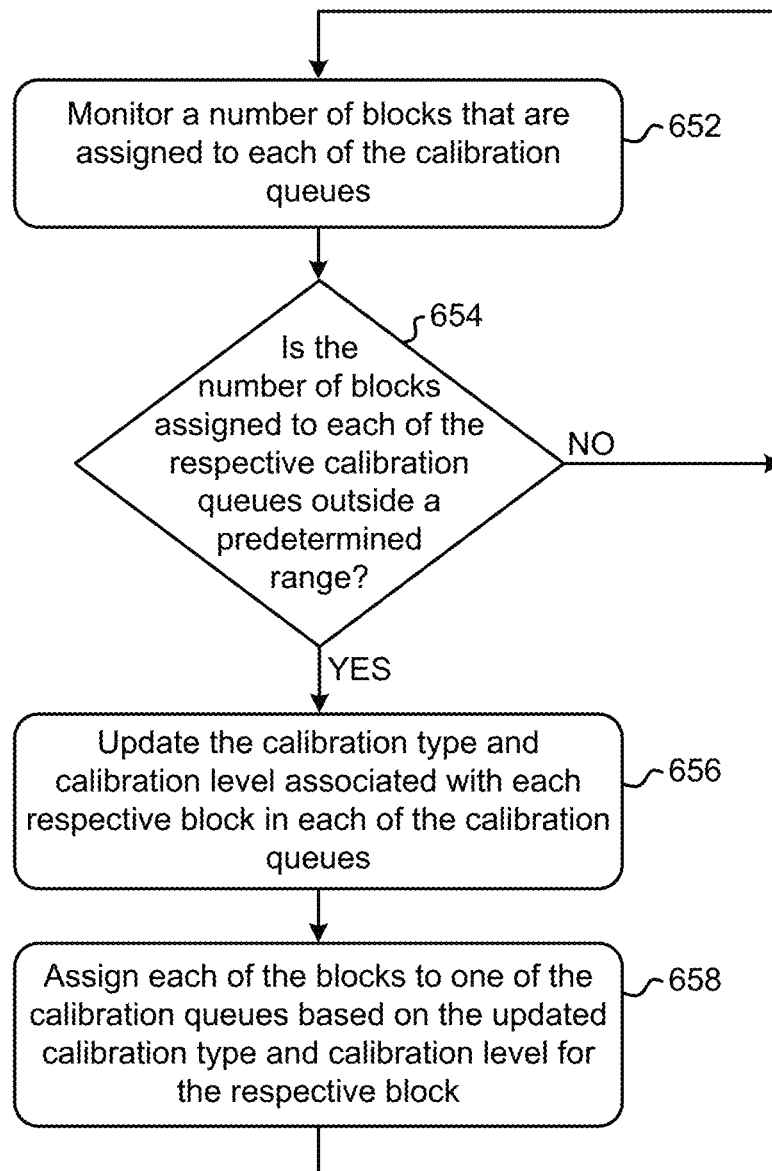 Monitor a number of blocks that are
assigned to each of the calibration
queues
652
654
Is the
number of blocks
assigned to each of the
respective calibration
queues outside a
predetermined
range?
NO
YES
Update the calibration type and
calibration level associated with each
respective block in each of the calibration
queues
656
Assign each of the blocks to one of the
calibration queues based on the updated
calibration type and calibration level for
the respective block
658